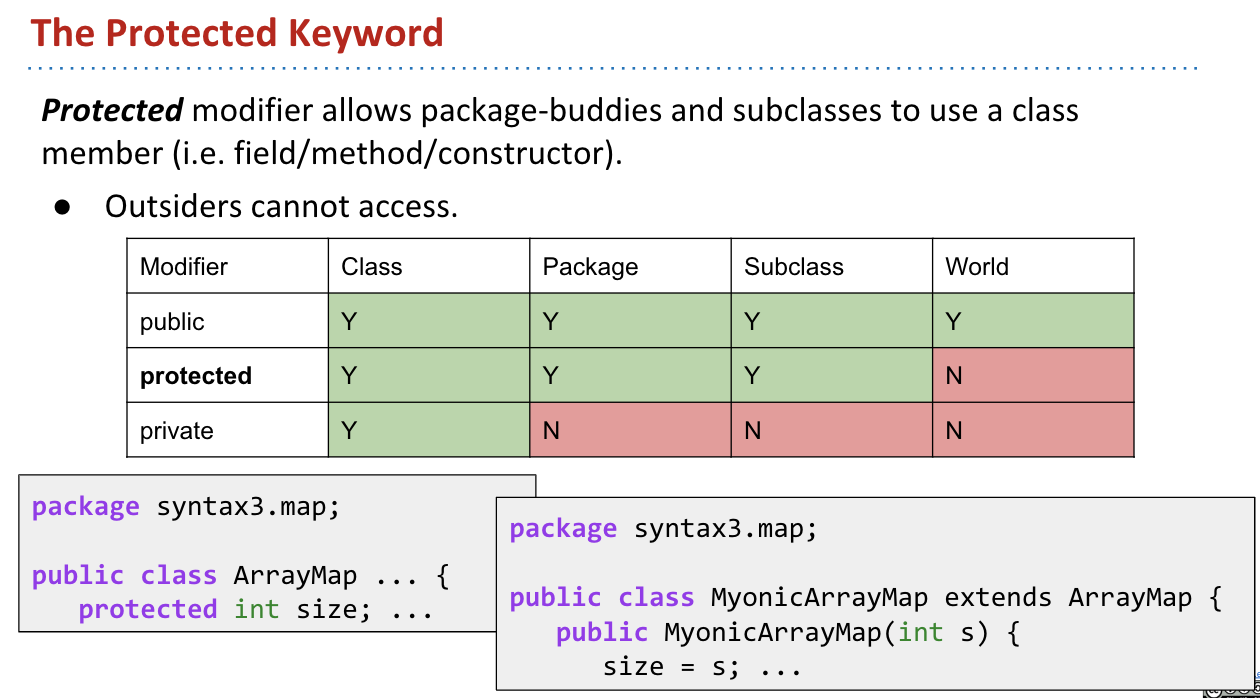 The Protected Keyword
Protected modifier allows package-buddies and subclasses to use a class
member (i.e. field/method/constructor).
● Outsiders cannot access.
Modifier Class Package Subclass World
public Y Y Y Y
protected Y Y Y N
private Y N N N
package syntax3.map;
public class ArrayMap ... {
protected int size; ...
package syntax3.map;
public class MyonicArrayMap extends ArrayMap {
public MyonicArrayMap(int s) {
size = s; ...